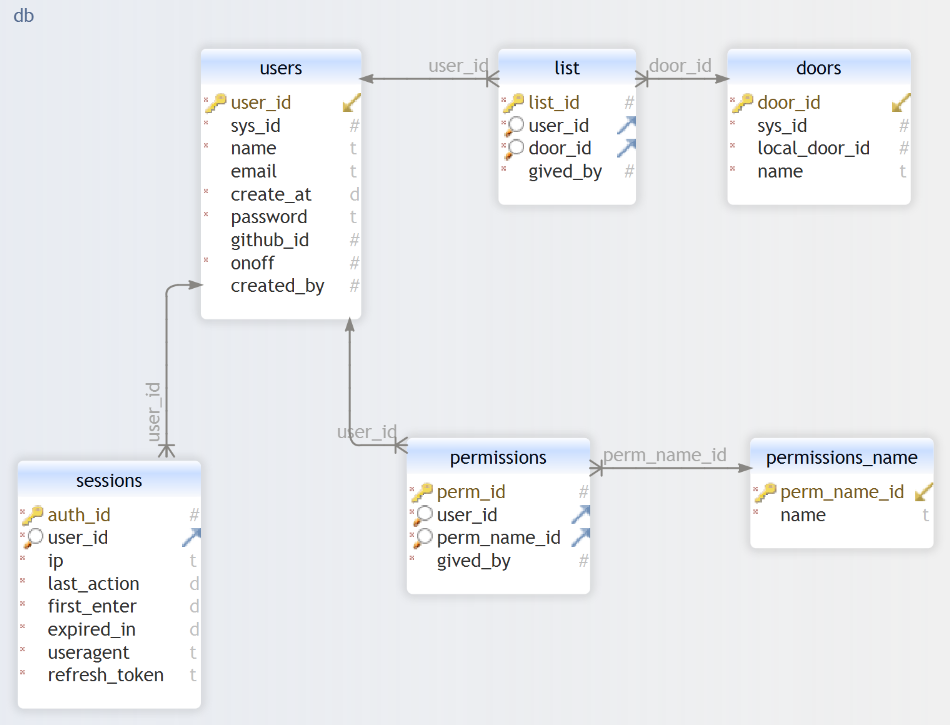 db
users
user_id
sys_id #
name t
email t
create_at d
password t
github_id #
onoff #
created_by #
user_id
list
list_id #
user_id
door_id
gived_by #
door_id
doors
door_id
sys_id #
local_door_id #
name t
user_id
sessions
auth_id #
user_id
ip t
last_action d
first_enter d
expired_in d
useragent t
refresh_token t
user_id
permissions
perm_id #
user_id
perm_name_id
gived_by #
perm_name_id
permissions_name
perm_name_id
name t